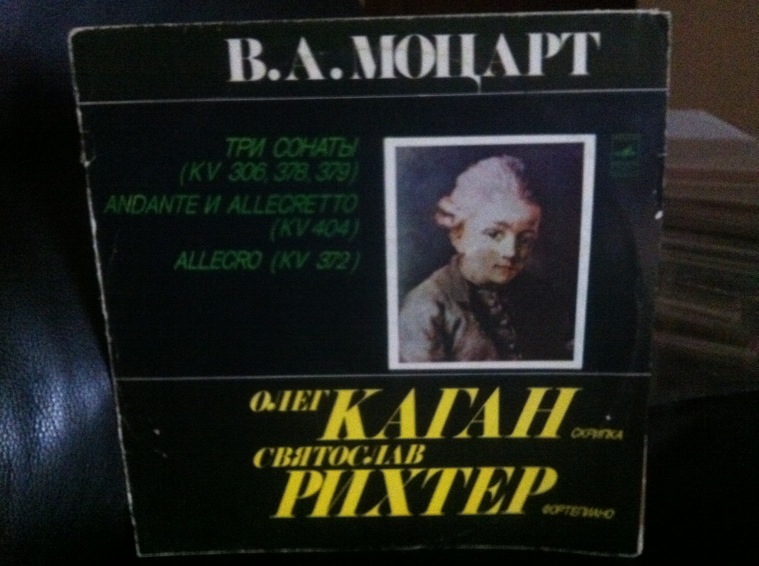 В.А.МОЦАРТ
ТРИ СОНАТЫ
(KV 306, 378, 379)
ANDANTE И ALLEGRETTO
(KV 404)
ALLEGRO (KV 372)
ОЛЕГ
КАГАН
СКРИПКА
СВЯТОСЛАВ
РИХТЕР
ФОРТЕПИАНО